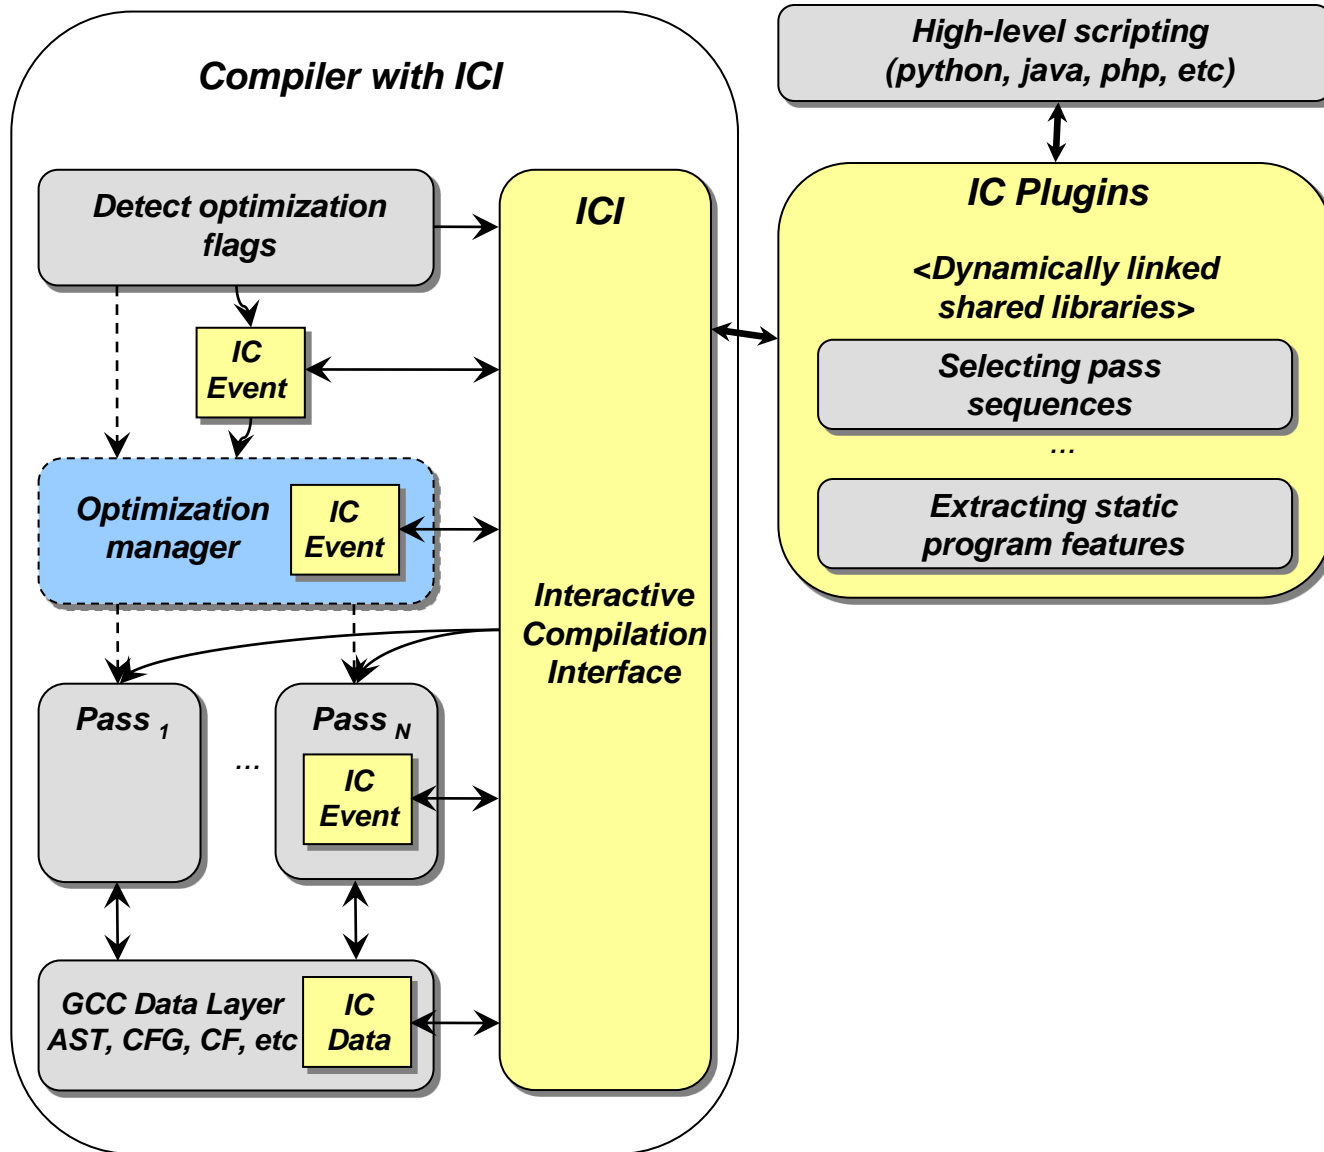 Compiler with ICI
Detect optimization
flags
IC
Event
Optimization
manager
IC
Event
Pass 1
...
Pass N
IC
Event
GCC Data Layer
AST, CFG, CF, etc
IC
Data
ICI
Interactive
Compilation
Interface
High-level scripting
(python, java, php, etc)
IC Plugins
<Dynamically linked
shared libraries>
Selecting pass
sequences
...
Extracting static
program features